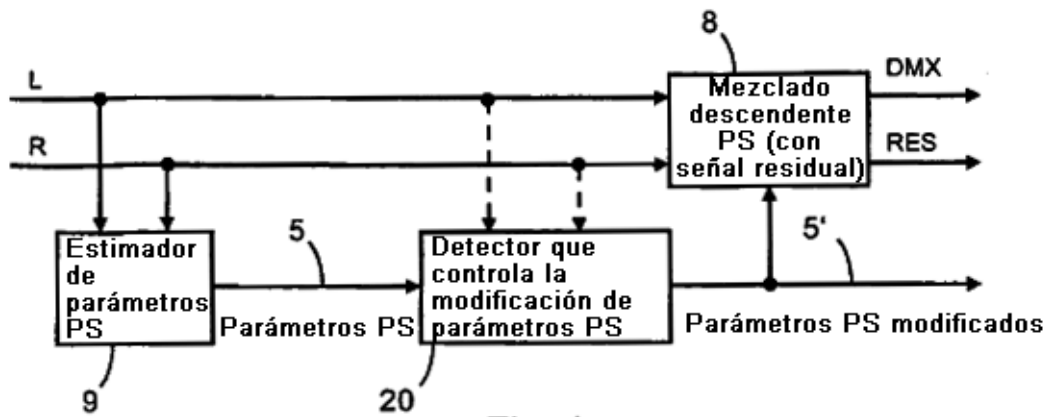 8
L
DMX
Mezclado
descendente
PS (con
señal residual)
R
RES
Estimador
de
parámetros
PS
5
Parámetros PS
Detector que
controla la
modificación de
parámetros PS
5'
Parámetros PS modificados
9
20